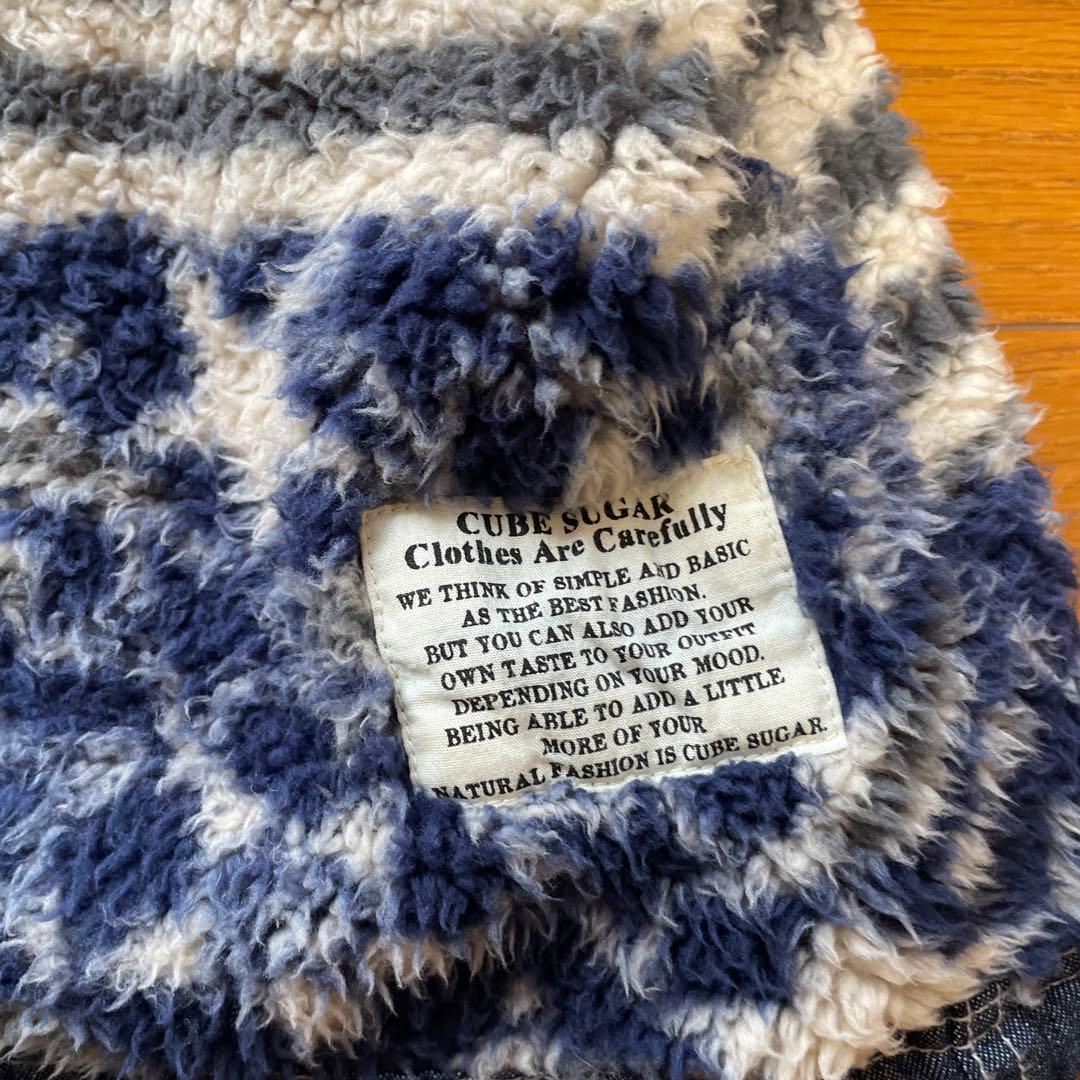 CUBE SUGAR
Clothes Are Carefully
WE THINK OF SIMPLE AND BASIC
AS THE BEST FASHION.
BUT YOU CAN ALSO ADD YOUR
OWN TASTE TO YOUR OUTFIT
DEPENDING ON YOUR MOOD.
BEING ABLE TO ADD A LITTLE
MORE OF YOUR
NATURAL FASHION IS CUBE SUGAR.